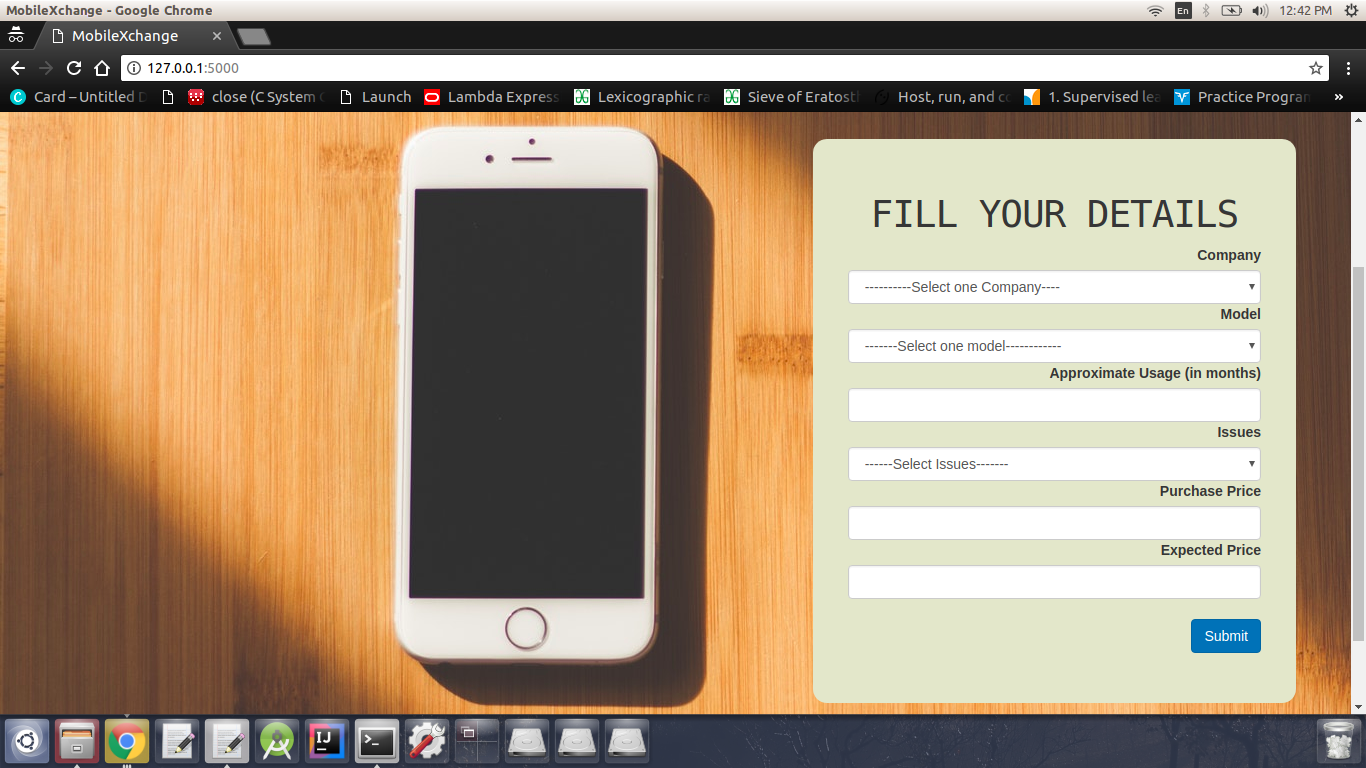 MobileXchange - Google Chrome
En
12:42 PM
MobileXchange
127.0.0.1:5000
Card – Untitled
close (C System
Launch
Lambda Express
Lexicographic ra
Sieve of Eratost
Host, run, and co
1. Supervised lea
Practice Program
»
FILL YOUR DETAILS
Company
----------Select one Company----
Model
-------Select one model------------
Approximate Usage (in months)
Issues
------Select Issues-------
Purchase Price
Expected Price
Submit
IJ
>_